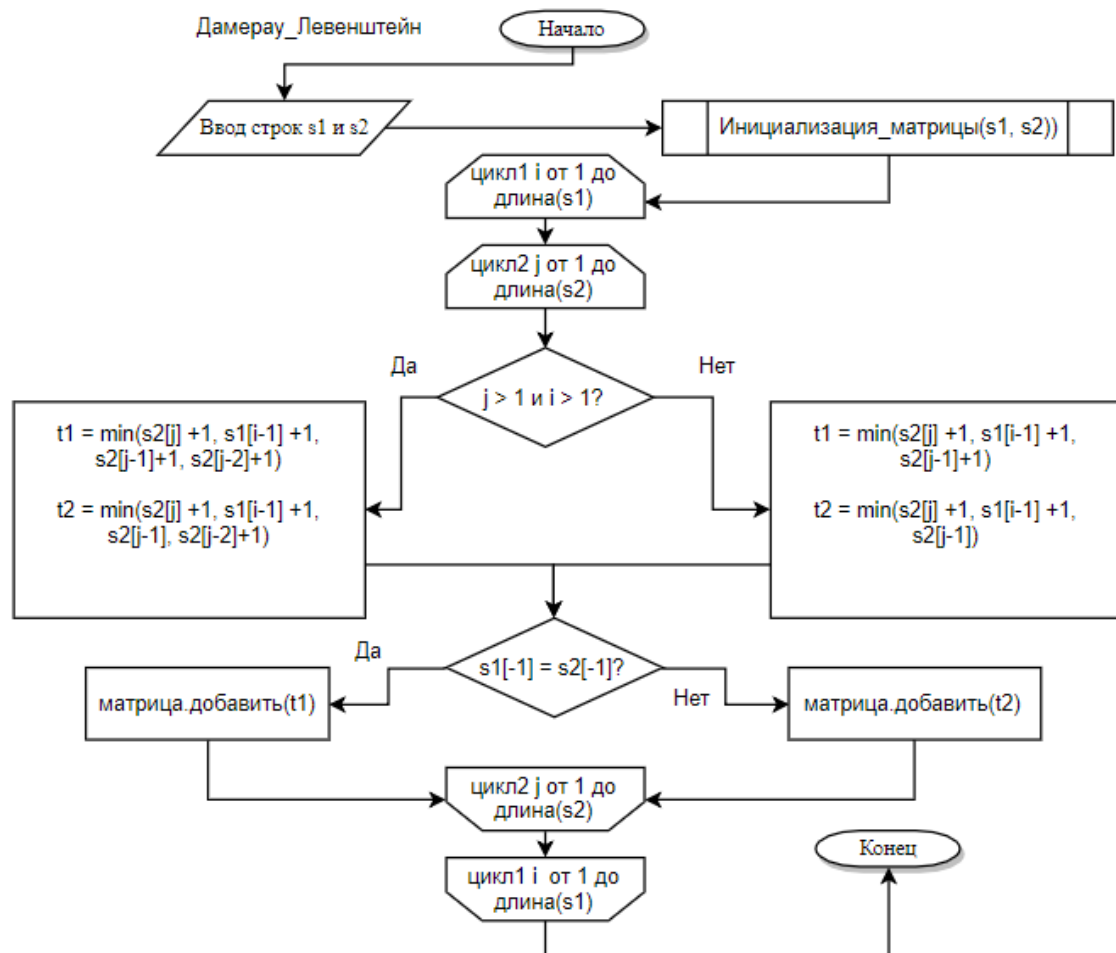 Дамерау_Левенштейн
Начало
Ввод строк s1 и s2
Инициализация_матрицы(s1, s2))
цикл1 i от 1 до
длина(s1)
цикл2 j от 1 до
длина(s2)
Да
j > 1 и i > 1?
Нет
t1 = min(s2[j] +1, s1[i-1] +1,
s2[j-1]+1, s2[j-2]+1)
t2 = min(s2[j] +1, s1[i-1] +1,
s2[j-1], s2[j-2]+1)
t1 = min(s2[j] +1, s1[i-1] +1,
s2[j-1]+1)
t2 = min(s2[j] +1, s1[i-1] +1,
s2[j-1])
Да
s1[-1] = s2[-1]?
Нет
матрица.добавить(t1)
матрица.добавить(t2)
цикл2 j от 1 до
длина(s2)
цикл1 i от 1 до
длина(s1)
Конец